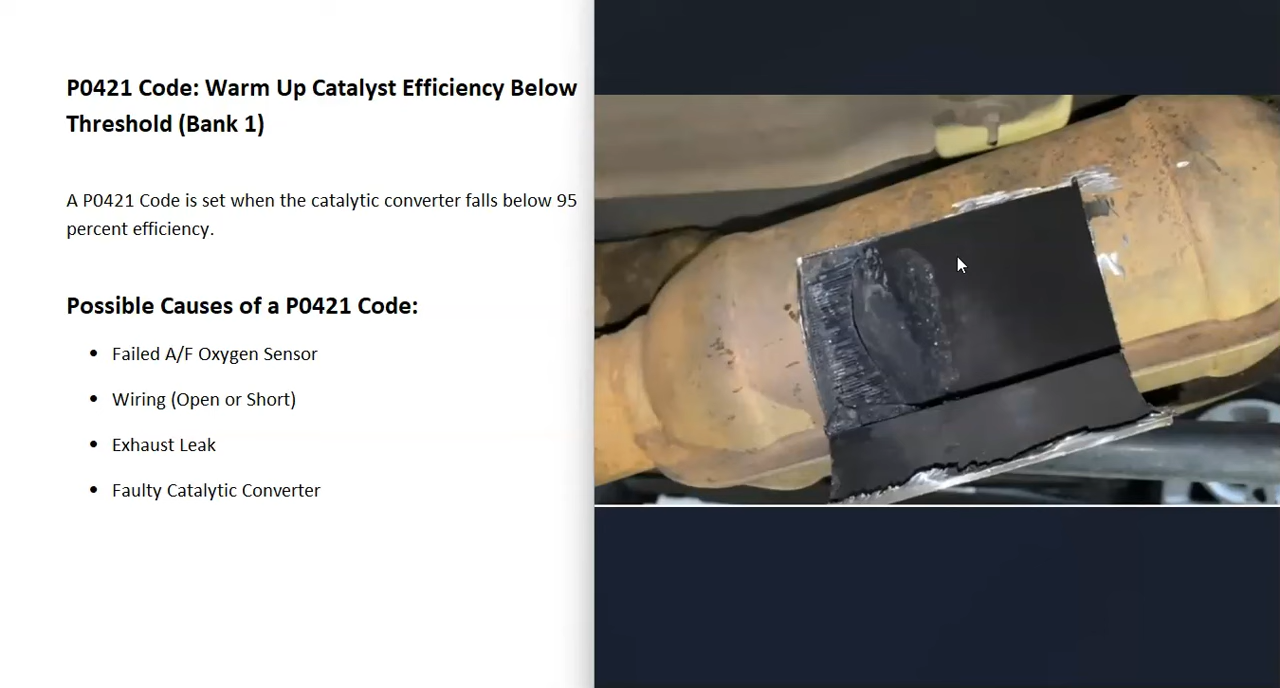 P0421 Code: Warm Up Catalyst Efficiency Below
Threshold (Bank 1)
A P0421 Code is set when the catalytic converter falls below 95
percent efficiency.
Possible Causes of a P0421 Code:
• Failed A/F Oxygen Sensor
• Wiring (Open or Short)
• Exhaust Leak
• Faulty Catalytic Converter